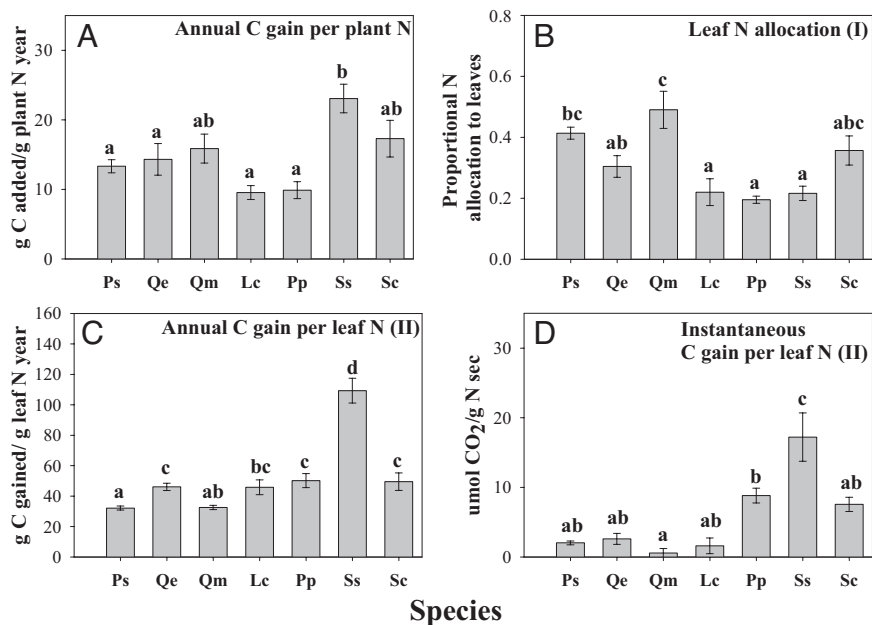 A
Annual C gain per plant N
g C added/g plant N year
30
20
10
0
a
a
ab
a
a
b
ab
Ps Qe Qm Lc Pp Ss Sc
B
Leaf N allocation (I)
Proportional N
allocation to leaves
0.8
0.6
0.4
0.2
0.0
bc
ab
c
a
a
a
abc
Ps Qe Qm Lc Pp Ss Sc
C
Annual C gain per leaf N (II)
g C gained/ g leaf N year
160
140
120
100
80
60
40
20
0
a
c
ab
bc
c
d
c
Ps Qe Qm Lc Pp Ss Sc
D
Instantaneous
C gain per leaf N (II)
umol CO2/g N sec
30
20
10
0
ab
ab
a
ab
b
c
ab
Ps Qe Qm Lc Pp Ss Sc
Species